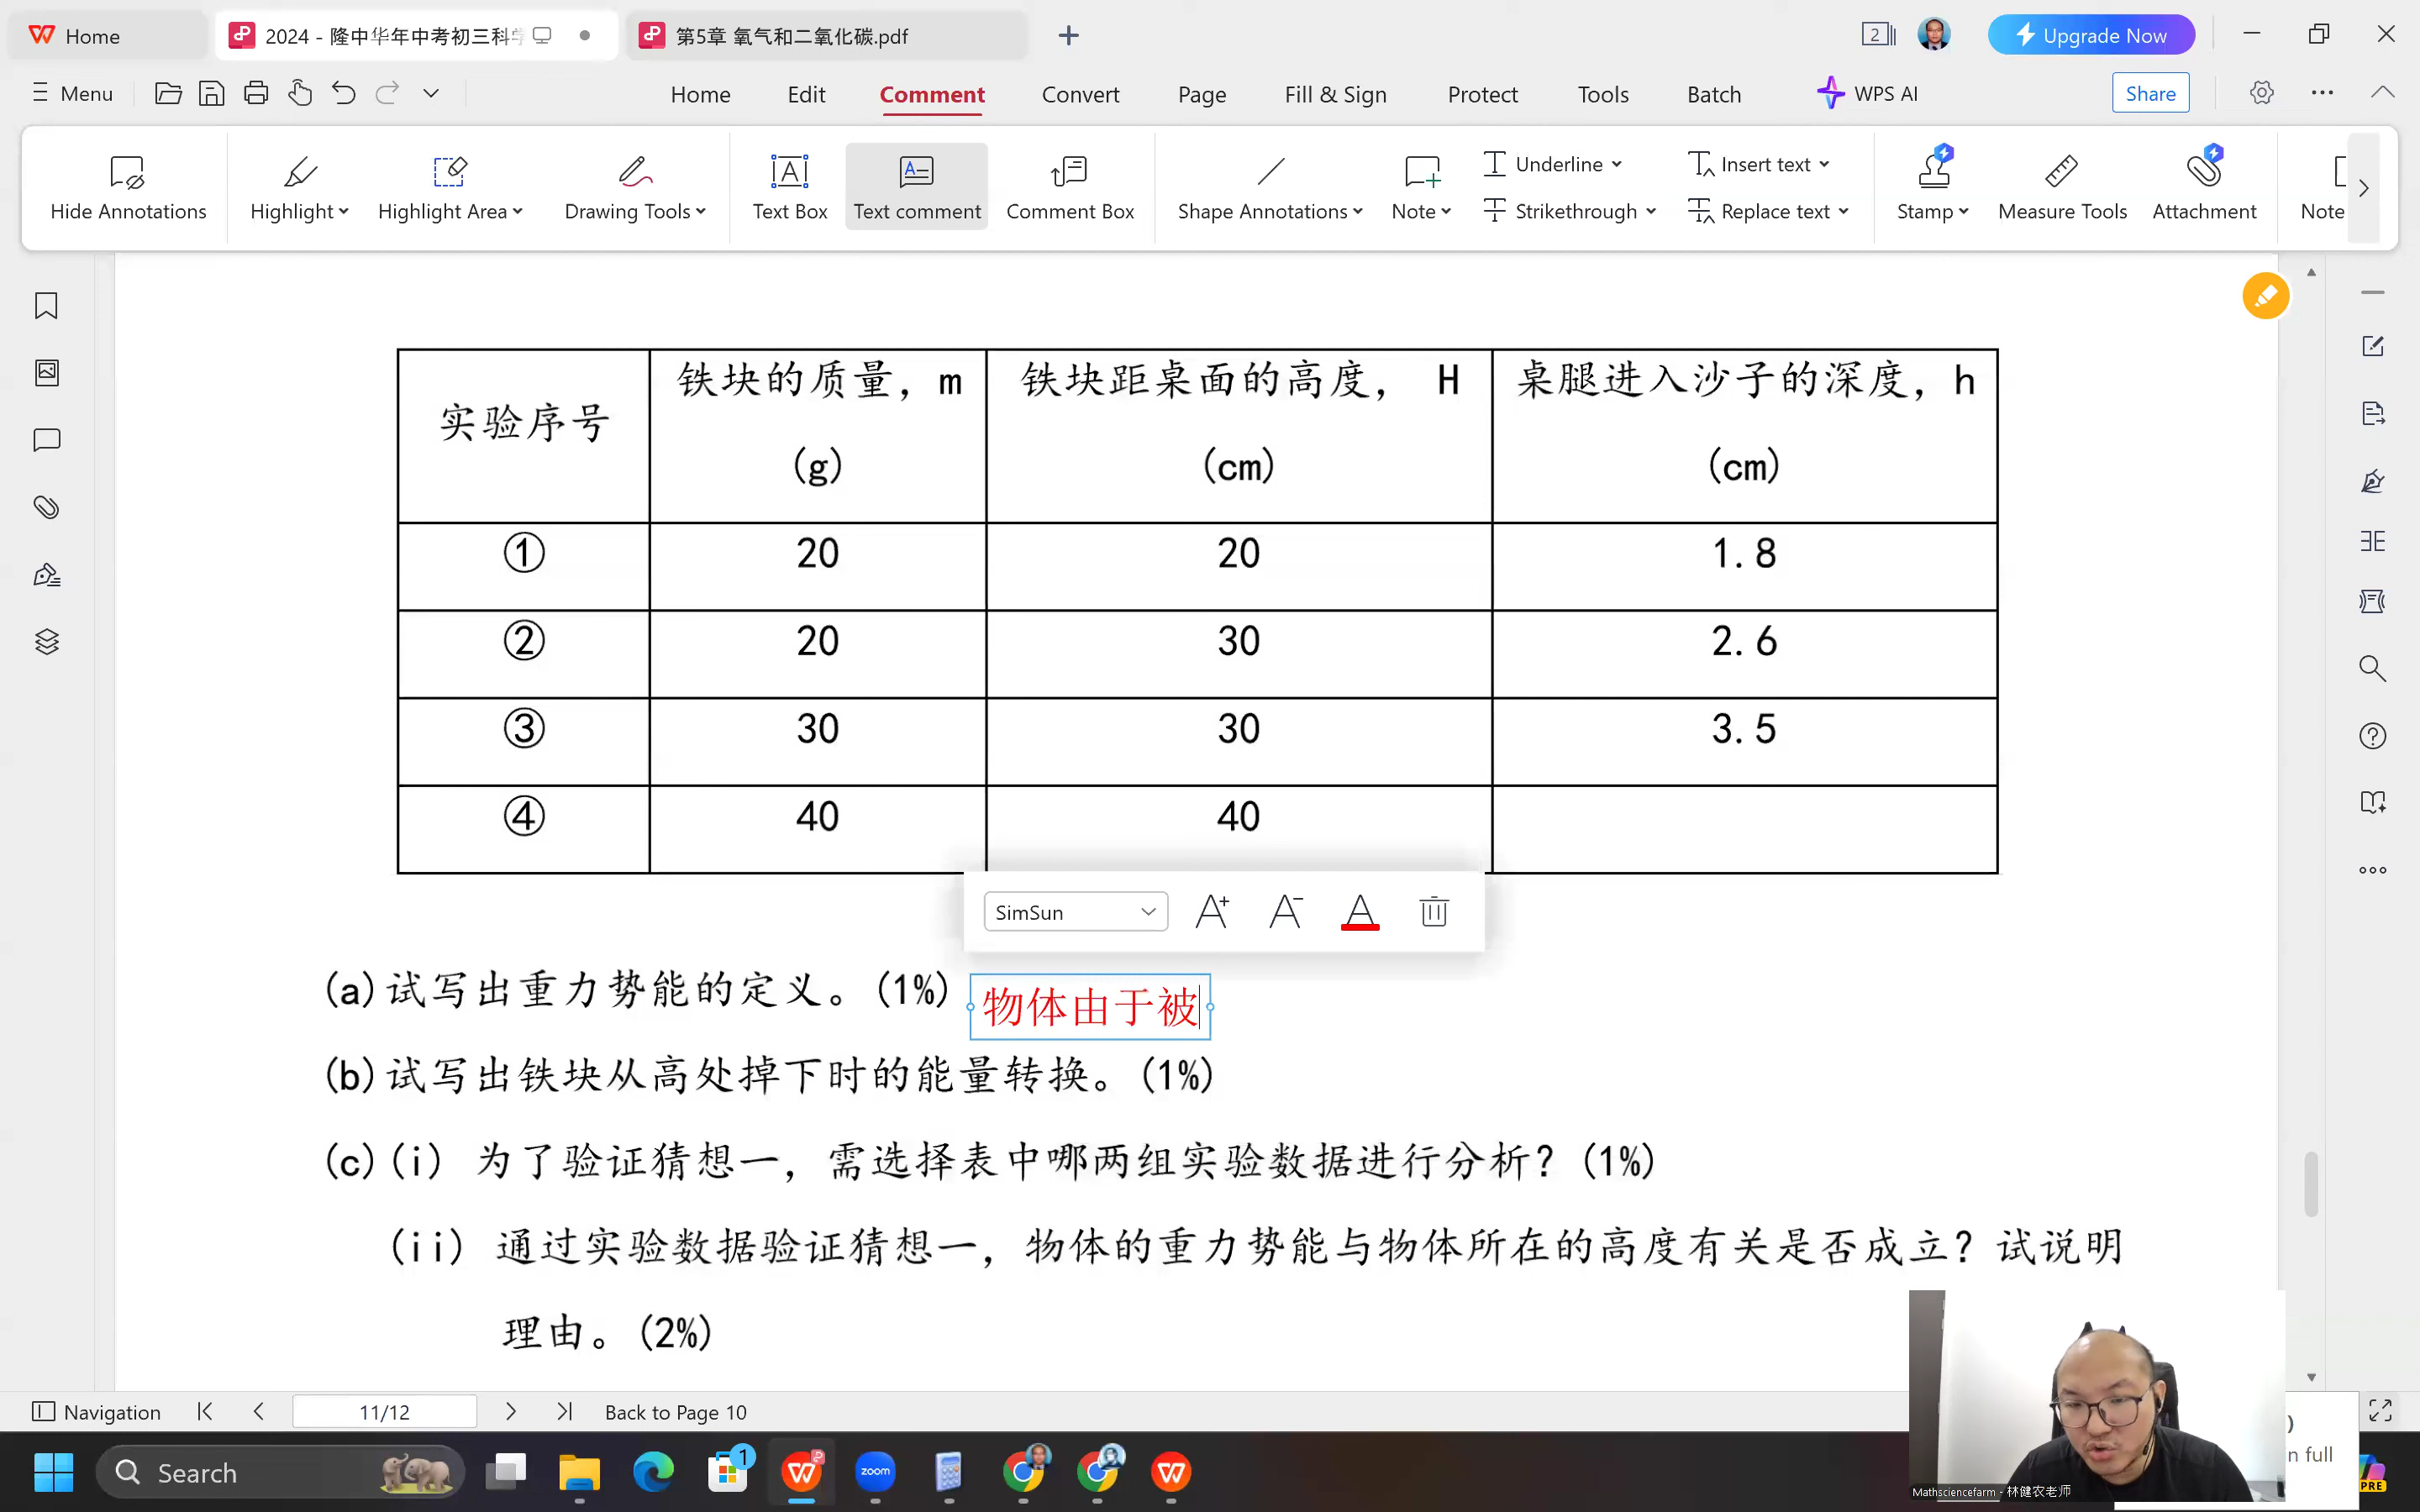 Home
2024 - 隆中华年中考初三科学
第5章 氧气和二氧化碳.pdf
2
Upgrade Now
Menu
Home Edit Comment Convert Page Fill & Sign Protect Tools Batch WPS AI Share
Hide Annotations Highlight Highlight Area Drawing Tools Text Box Text comment Comment Box Shape Annotations Note
Underline Insert text
Strikethrough Replace text
Stamp Measure Tools Attachment Note
实验序号 铁块的质量，m (g) 铁块距桌面的高度， H (cm) 桌腿进入沙子的深度，h (cm)
① 20 20 1.8
② 20 30 2.6
③ 30 30 3.5
④ 40 40
SimSun
(a)试写出重力势能的定义。(1%) 物体由于被
(b)试写出铁块从高处掉下时的能量转换。(1%)
(c)(i) 为了验证猜想一，需选择表中哪两组实验数据进行分析？(1%)
(ii) 通过实验数据验证猜想一，物体的重力势能与物体所在的高度有关是否成立？试说明
理由。(2%)
Navigation 11/12 Back to Page 10
n full
Search
1
zoom
PRE
Mathsciencefarm - 林健农老师